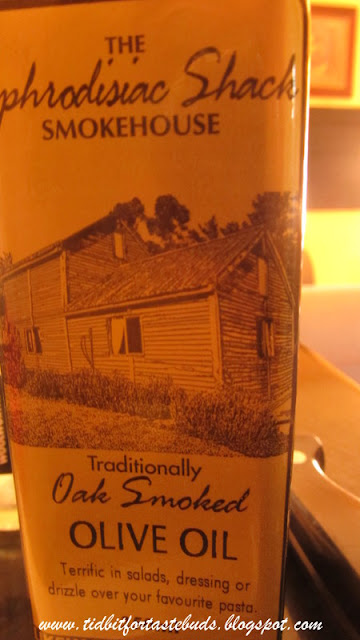 THE
phrodisiac Shack
SMOKEHOUSE
Traditionally
Oak Smoked
OLIVE OIL
Terrific in salads, dressing or
drizzle over your favourite pasta.
www.tidbitfortastebuds.blogspot.com